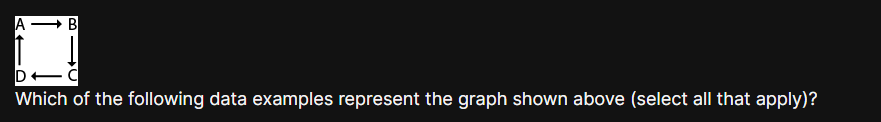 A B
D C
Which of the following data examples represent the graph shown above (select all that apply)?